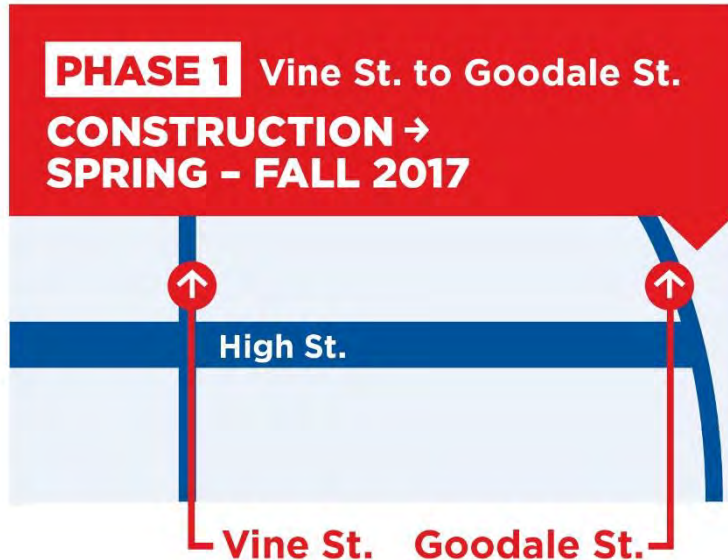 PHASE 1 Vine St. to Goodale St.
CONSTRUCTION →
SPRING – FALL 2017
High St.
Vine St. Goodale St.